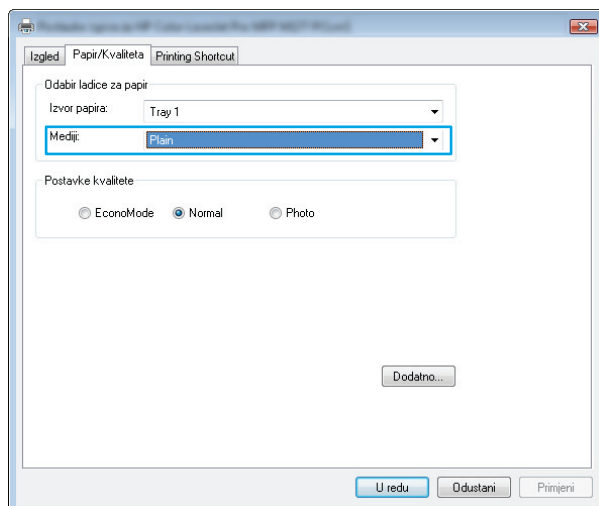 Izgled Papir/Kvaliteta Printing Shortcut
Odabir ladice za papir
Izvor papira: Tray 1
Mediji: Plain
Postavke kvalitete
EconoMode Normal Photo
Dodatno...
U redu Odustani Primjeni